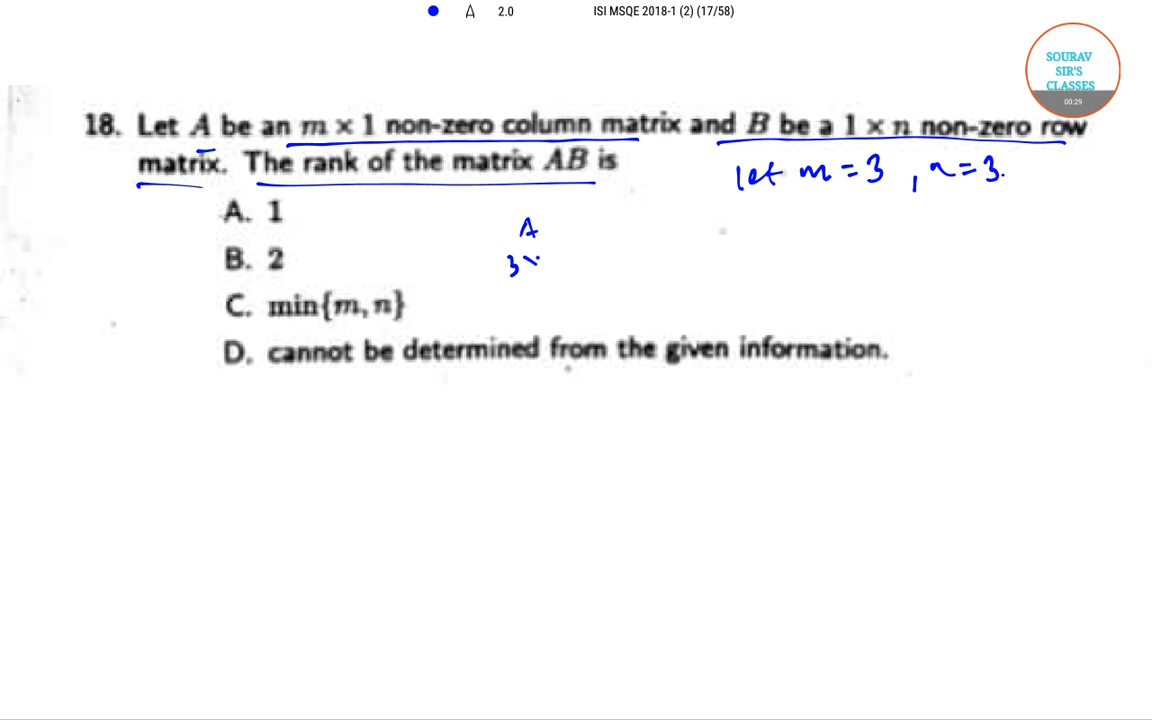 A 2.0 ISI MSQE 2018-1 (2) (17/58)
SOURAV
SIR'S
CLASSES
00:29
18. Let A be an m × 1 non-zero column matrix and B be a 1 × n non-zero row
matrix. The rank of the matrix AB is
let m = 3 , n = 3.
A. 1
A
B. 2
3 ×
C. min{m, n}
D. cannot be determined from the given information.